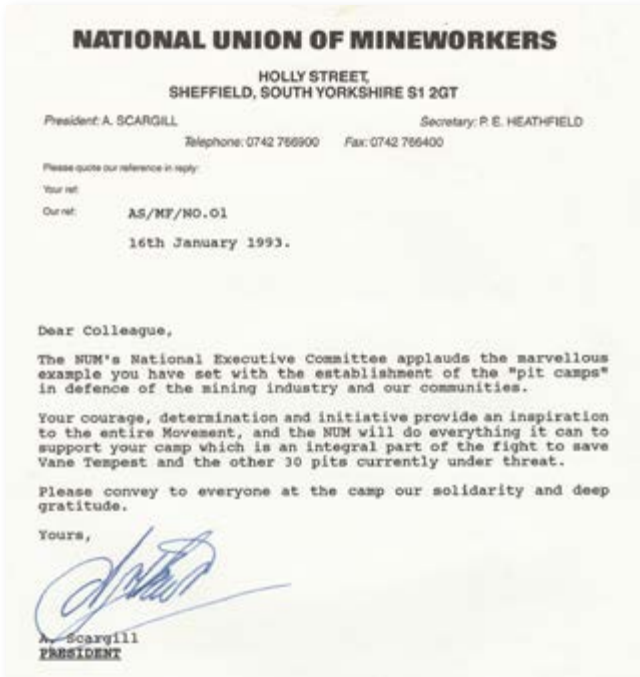 NATIONAL UNION OF MINEWORKERS
HOLLY STREET,
SHEFFIELD, SOUTH YORKSHIRE S1 2GT
President: A. SCARGILL Secretary: P. E. HEATHFIELD
Telephone: 0742 766900 Fax: 0742 766400
Please quote our reference in reply:
Your ref:
Our ref: AS/MF/NO.01
16th January 1993.
Dear Colleague,
The NUM's National Executive Committee applauds the marvellous
example you have set with the establishment of the "pit camps"
in defence of the mining industry and our communities.
Your courage, determination and initiative provide an inspiration
to the entire Movement, and the NUM will do everything it can to
support your camp which is an integral part of the fight to save
Vane Tempest and the other 30 pits currently under threat.
Please convey to everyone at the camp our solidarity and deep
gratitude.
Yours,
A. Scargill
PRESIDENT